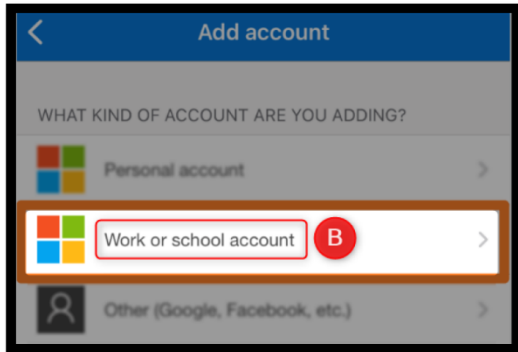 Add account
WHAT KIND OF ACCOUNT ARE YOU ADDING?
Personal account
Work or school account B
Other (Google, Facebook, etc.)